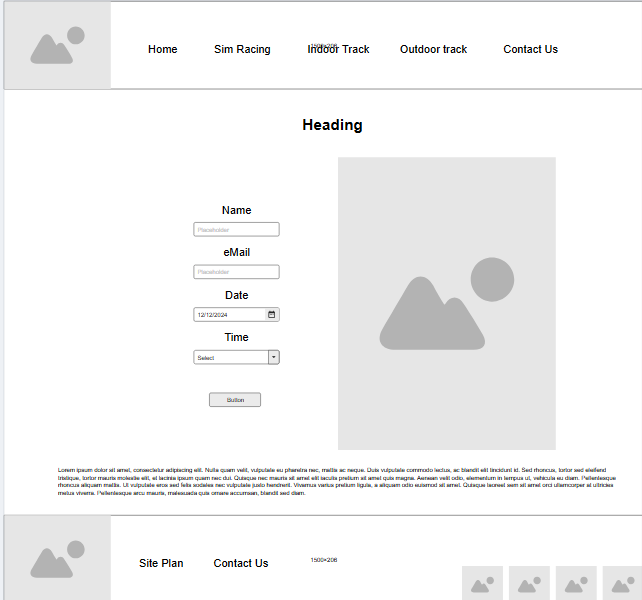 Home Sim Racing Indoor Track Outdoor track Contact Us
Heading
Name
Placeholder
eMail
Placeholder
Date
12/12/2024
Time
Select
Button
Lorem ipsum dolor sit amet, consectetur adipiscing elit. Nulla quam velit, vulputate eu pharetra nec, mattis ac neque. Duis vulputate commodo lectus, ac blandit elit tincidunt id. Sed rhoncus, tortor sed eleifend
tristique, tortor mauris molestie elit, et lacinia ipsum quam nec dui. Quisque nec mauris sit amet elit iaculis pretium sit amet quis magna. Aenean velit odio, elementum in tempus ut, vehicula eu diam. Pellentesque
rhoncus aliquam mattis. Ut vulputate eros sed felis sodales nec vulputate justo hendrerit. Vivamus varius pretium ligula, a aliquam odio euismod sit amet. Quisque laoreet sem sit amet orci ullamcorper at ultricies
metus viverra. Pellentesque arcu mauris, malesuada quis ornare accumsan, blandit sed diam.
Site Plan Contact Us 1500×206